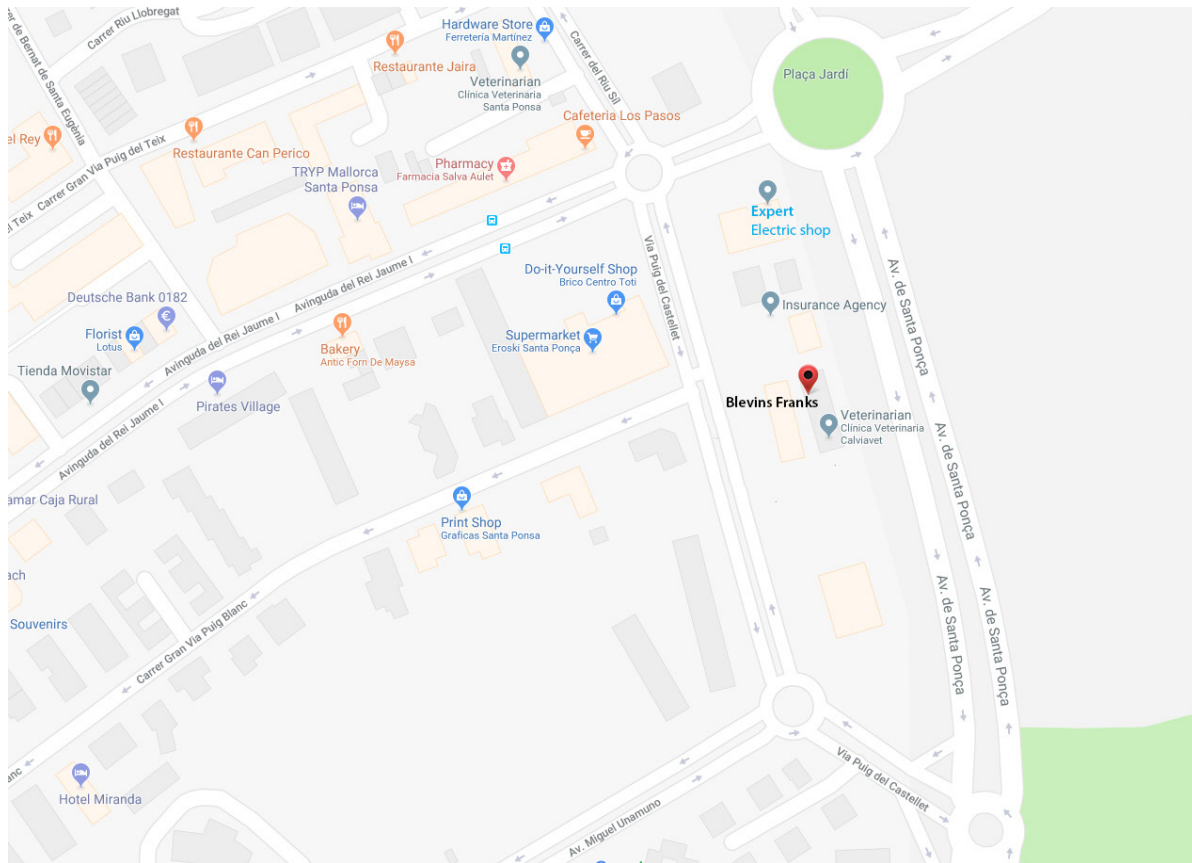 Carrer Riu Llobregat
Carrer de Bernat de Santa Eugènia
Hardware Store
Ferretería Martínez
Restaurante Jaira
Veterinarian
Clínica Veterinaria
Santa Ponsa
Carrer del Riu Sil
Plaça Jardí
el Rey
Carrer Gran Via Puig del Teix
Restaurante Can Perico
Cafeteria Los Pasos
Pharmacy
Farmacia Salva Aulet
TRYP Mallorca
Santa Ponsa
el Teix
Expert
Electric shop
Via Puig del Castellet
Av. de Santa Ponça
Avinguda del Rei Jaume I
Avinguda del Rei Jaume I
Do-it-Yourself Shop
Brico Centro Toti
Insurance Agency
Deutsche Bank 0182
Florist
Lotus
Supermarket
Eroski Santa Ponça
Bakery
Antic Forn De Maysa
Tienda Movistar
Pirates Village
Blevins Franks
Veterinarian
Clínica Veterinaria
Calviavet
Avinguda del Rei Jaume I
Av. de Santa Ponça
amar Caja Rural
Print Shop
Graficas Santa Ponsa
ach
Souvenirs
Av. de Santa Ponça
Av. de Santa Ponça
Carrer Gran Via Puig Blanc
anc
Hotel Miranda
Via Puig del Castellet
Av. Miguel Unamuno